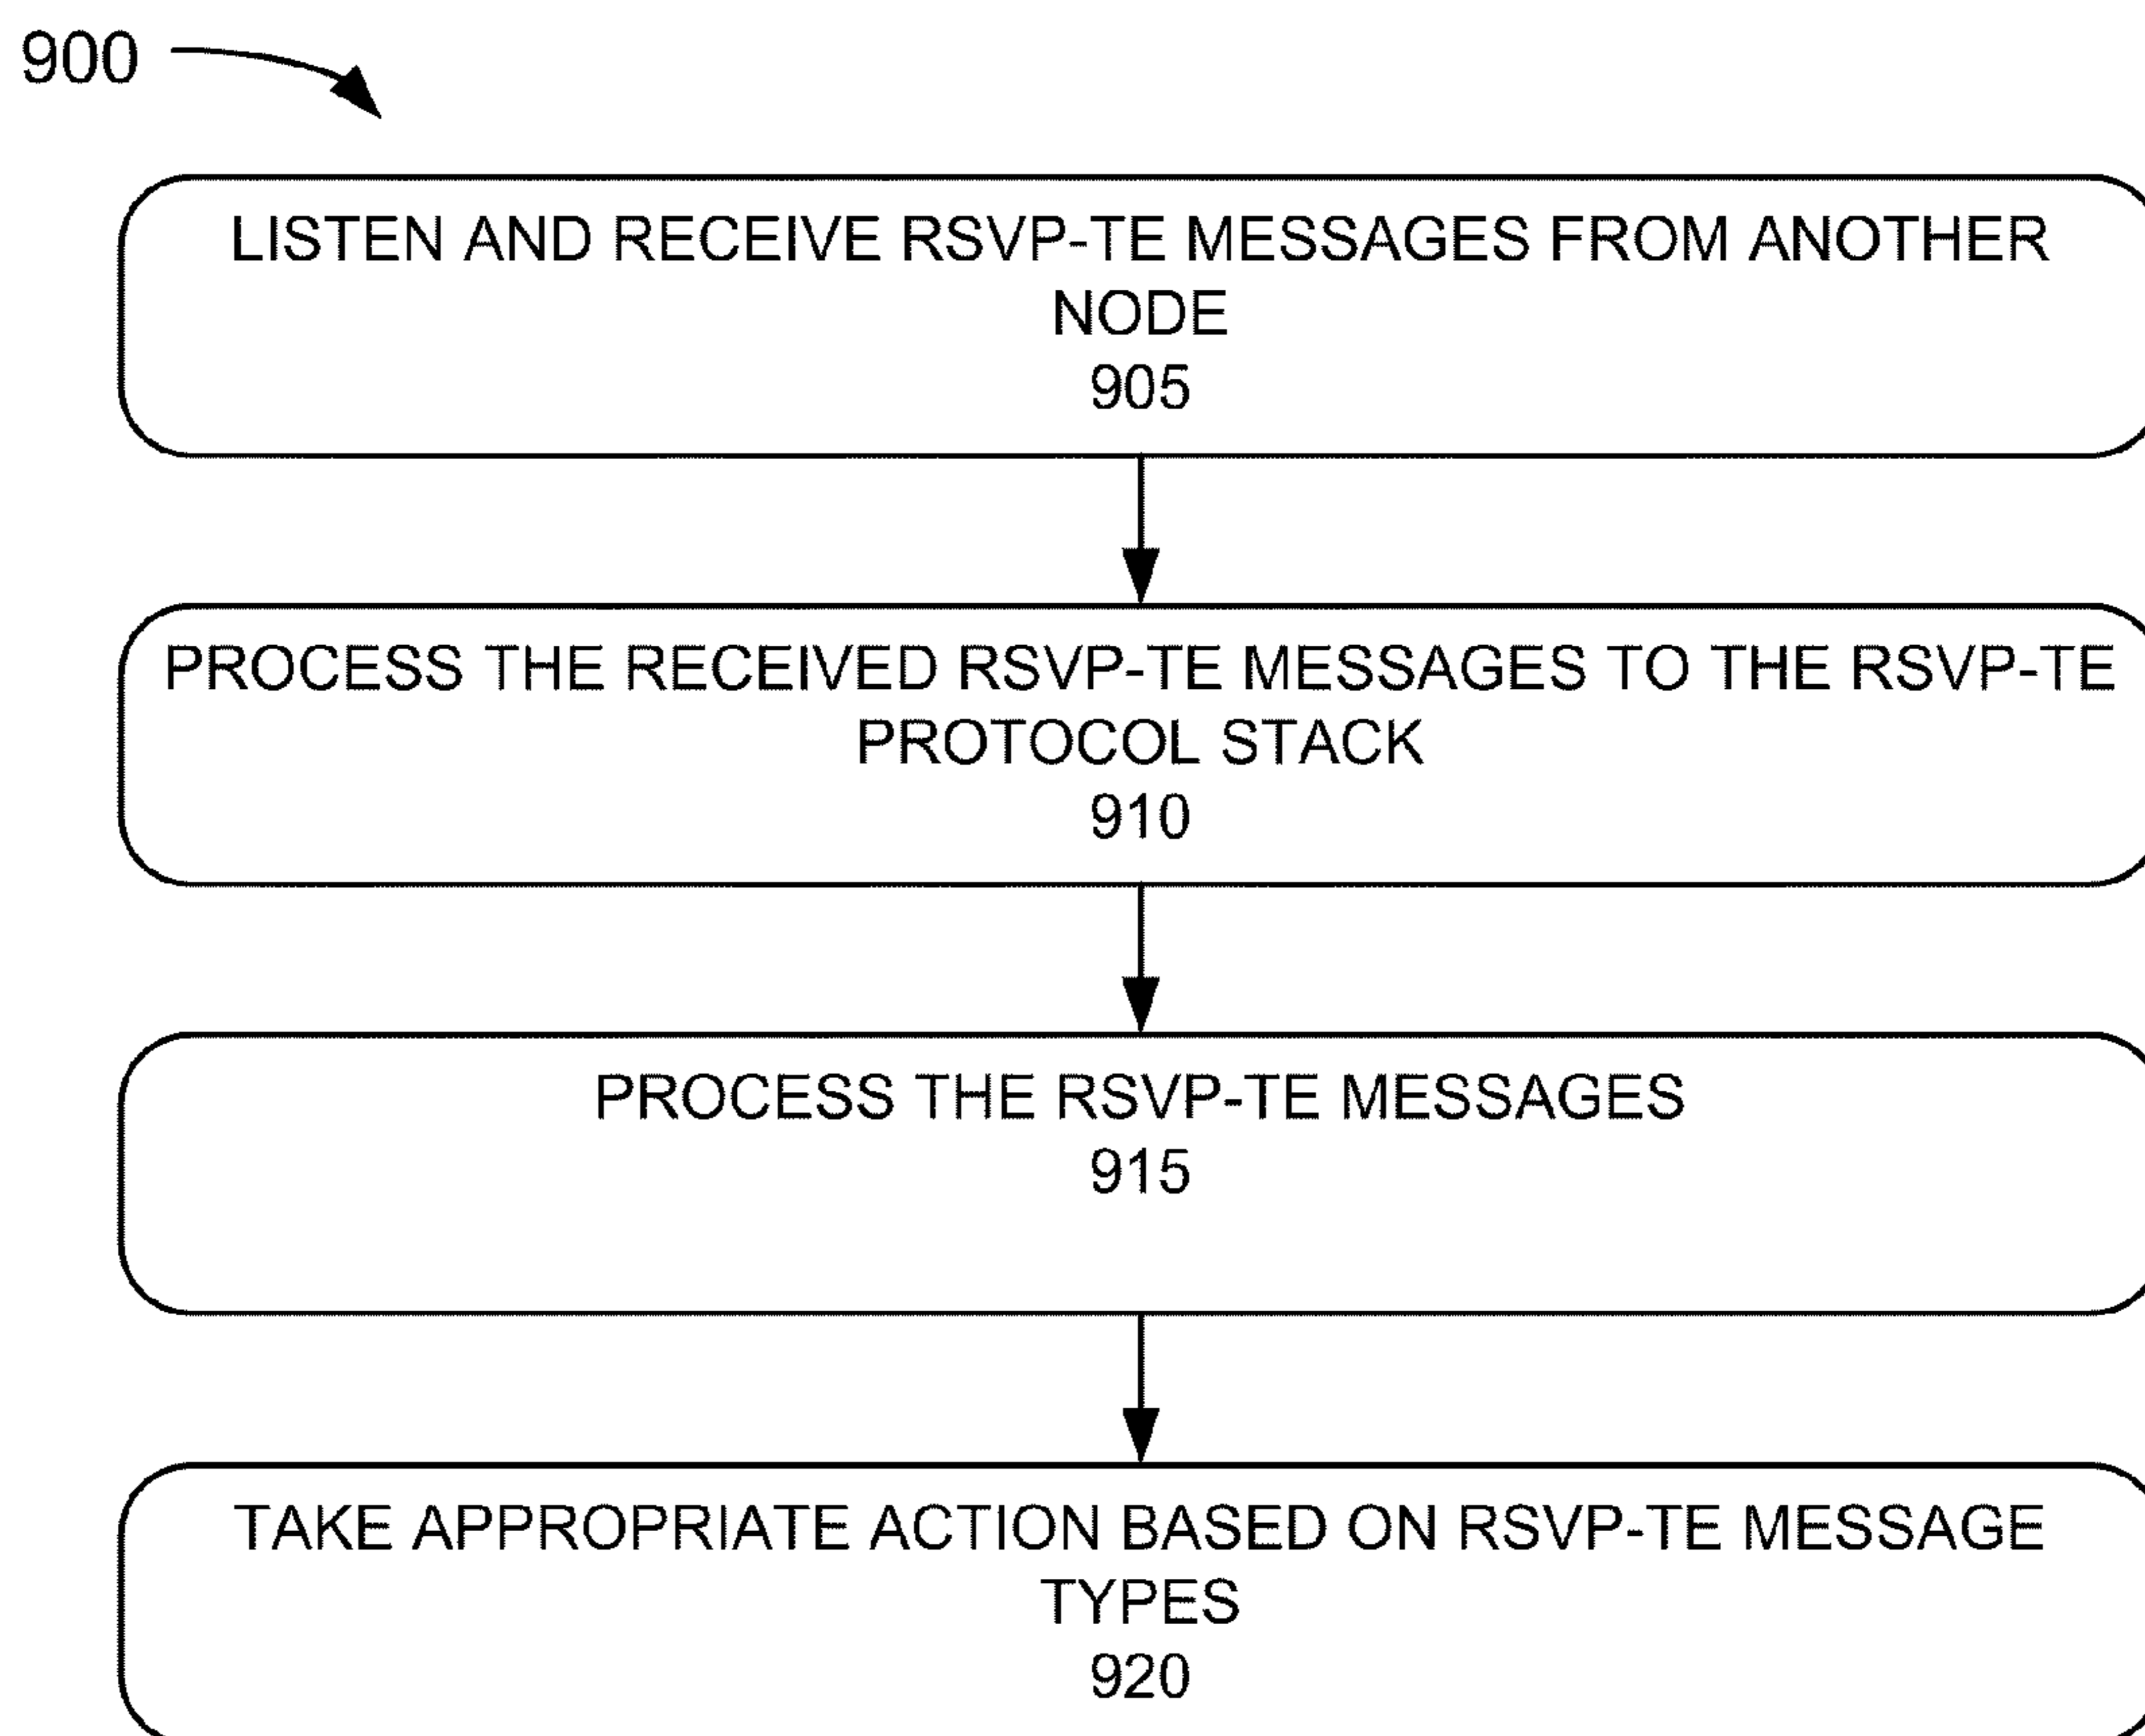 900
LISTEN AND RECEIVE RSVP-TE MESSAGES FROM ANOTHER
NODE
905
PROCESS THE RECEIVED RSVP-TE MESSAGES TO THE RSVP-TE
PROTOCOL STACK
910
PROCESS THE RSVP-TE MESSAGES
915
TAKE APPROPRIATE ACTION BASED ON RSVP-TE MESSAGE
TYPES
920